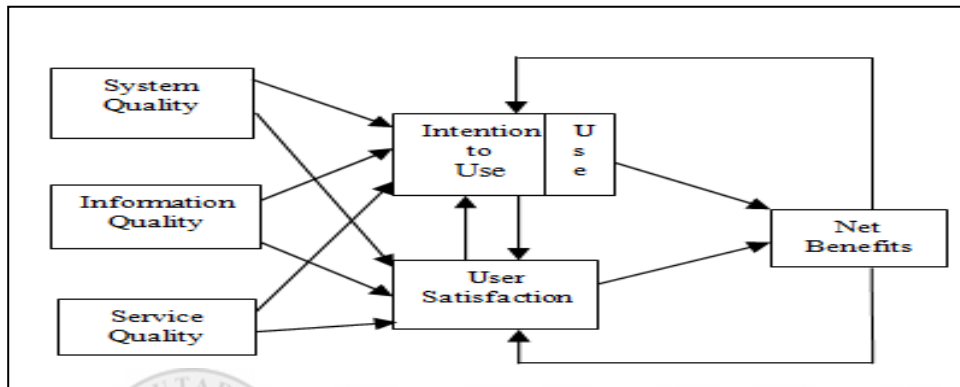 System
Quality
Information
Quality
Service
Quality
Intention
to
Use
U
s
e
User
Satisfaction
Net
Benefits